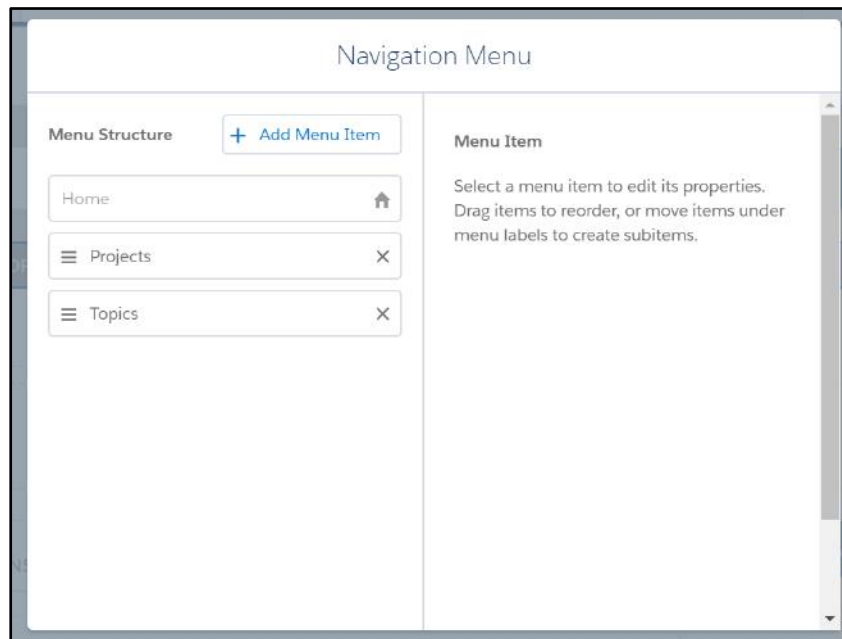 Navigation Menu
Menu Structure
+ Add Menu Item
Home
Projects
Topics
Menu Item
Select a menu item to edit its properties.
Drag items to reorder, or move items under
menu labels to create subitems.